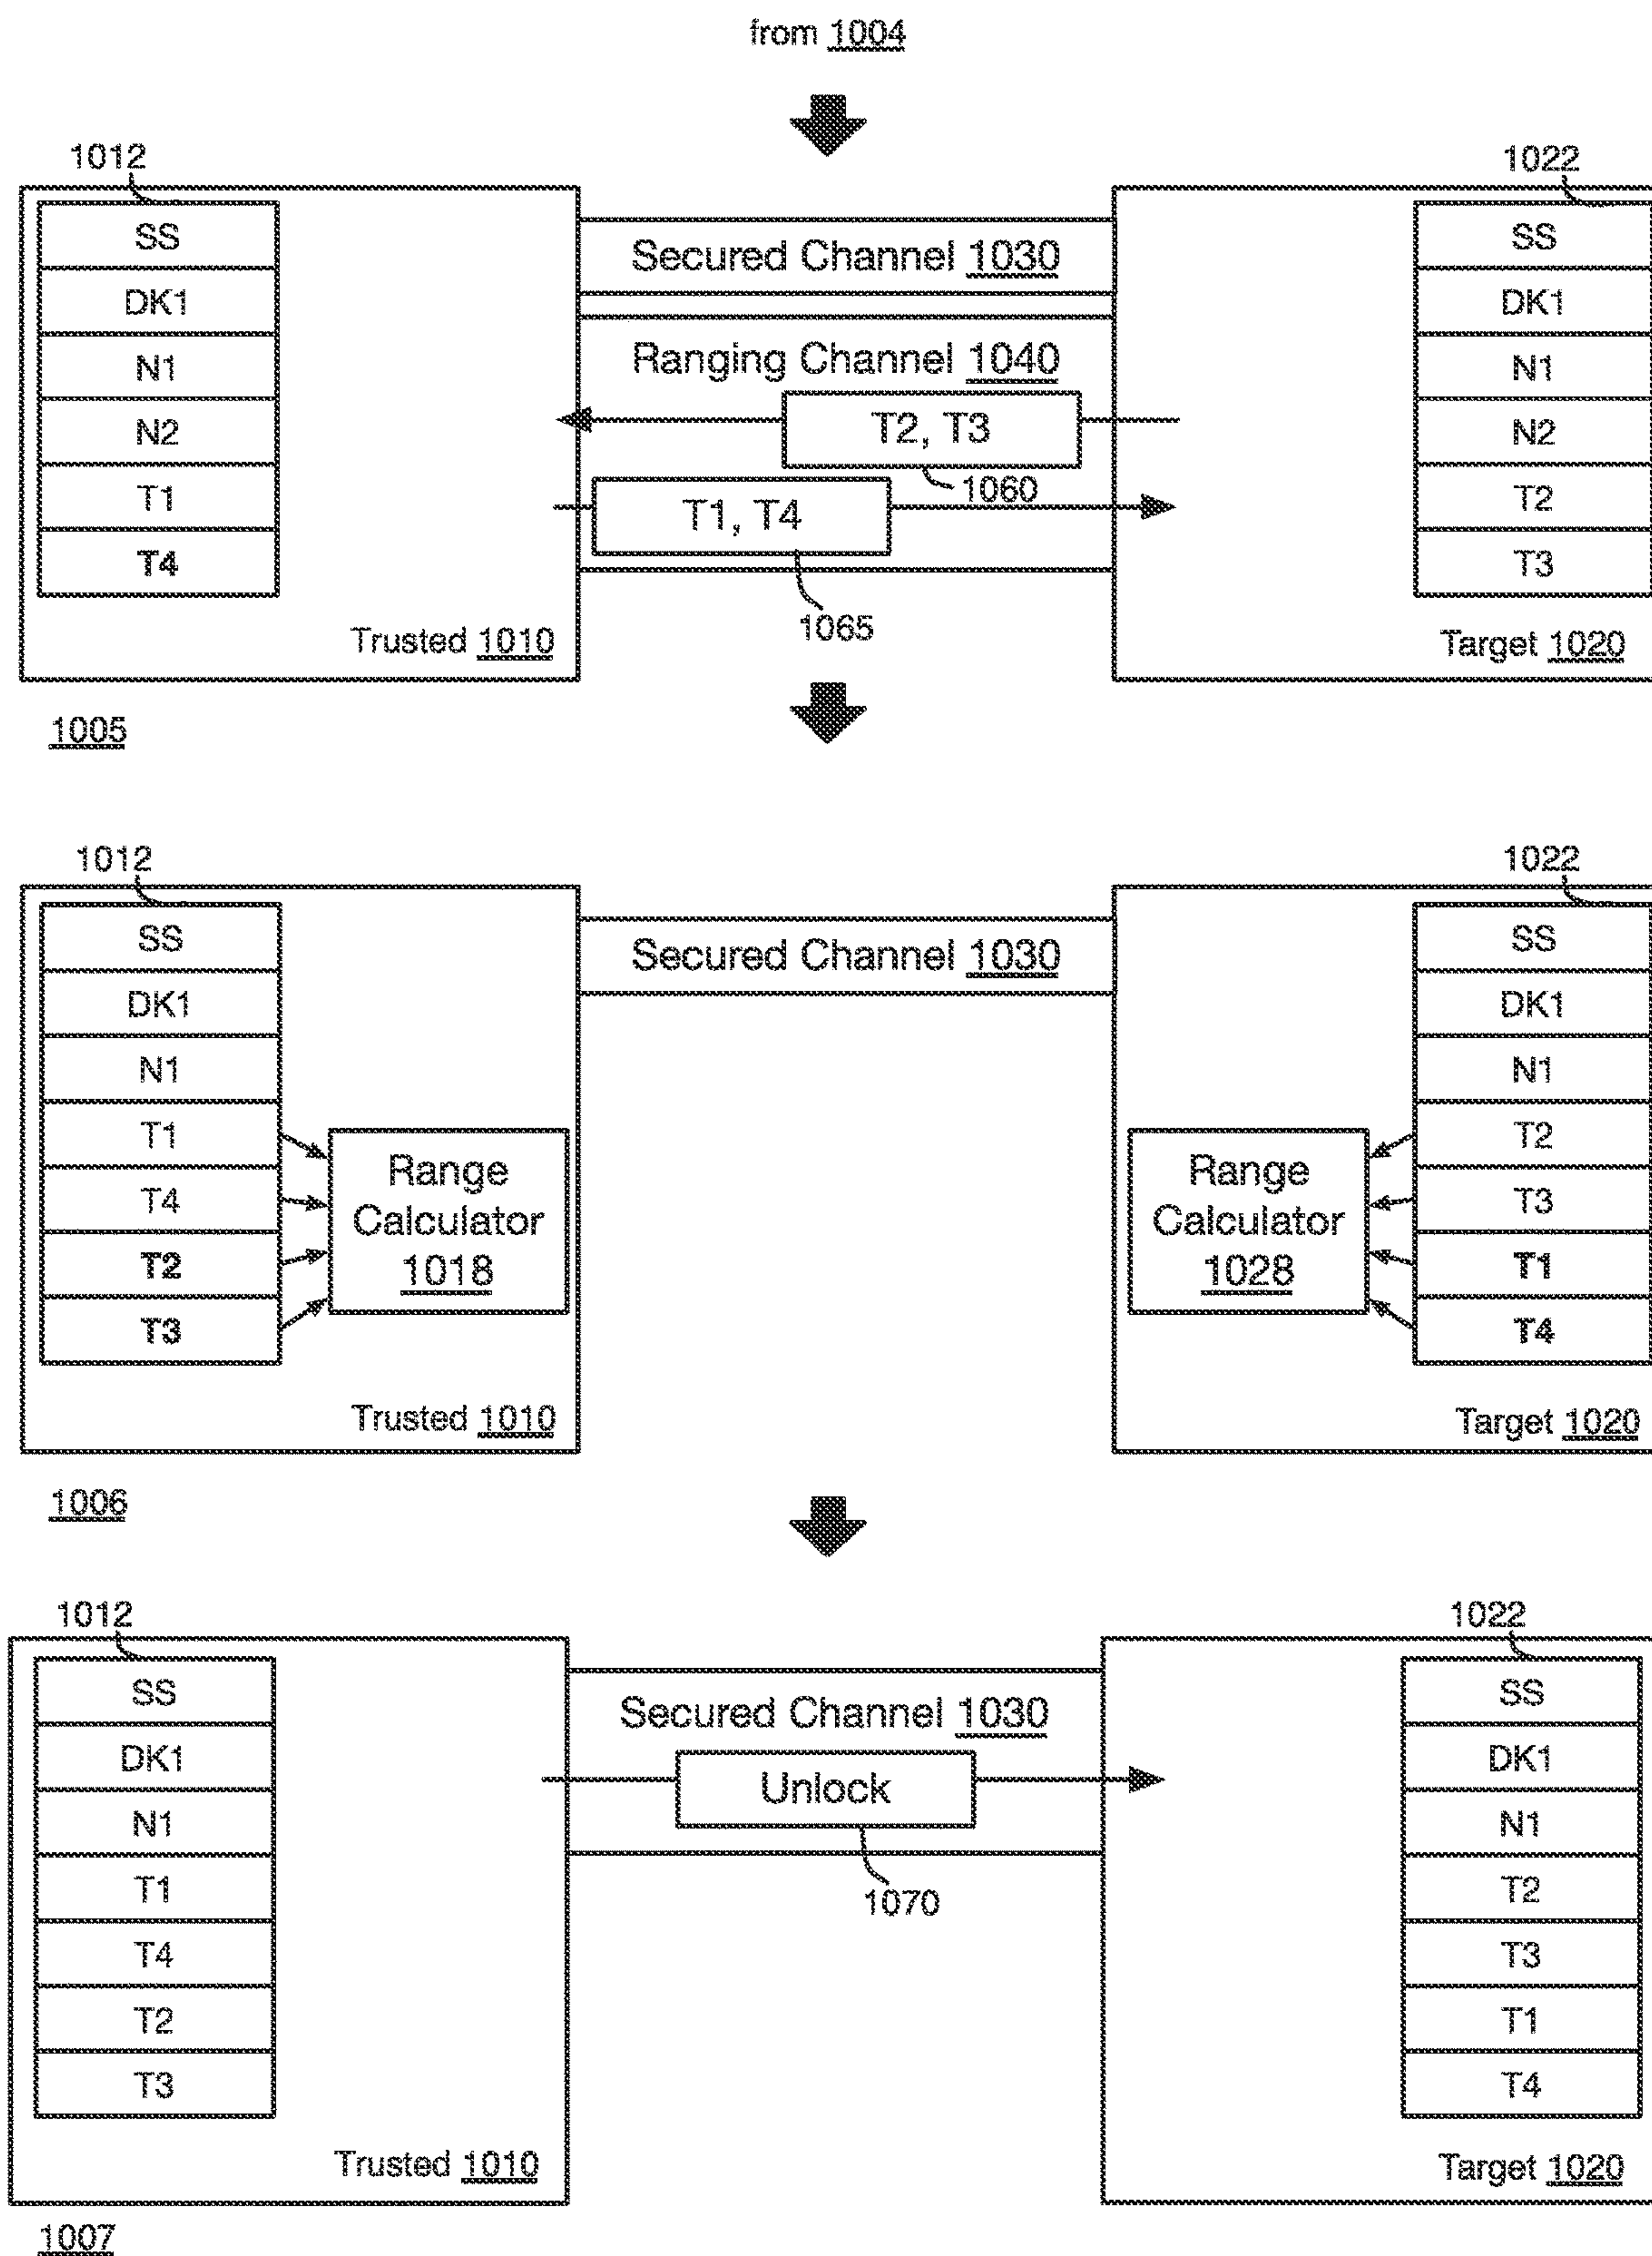 from 1004
1012
1022
SS
DK1
N1
N2
T1
T4
Secured Channel 1030
Ranging Channel 1040
T2, T3
1060
T1, T4
1065
SS
DK1
N1
N2
T2
T3
Trusted 1010
Target 1020
1005
1012
1022
SS
DK1
N1
T1
T4
T2
T3
Range
Calculator
1018
Secured Channel 1030
Range
Calculator
1028
SS
DK1
N1
T2
T3
T1
T4
Trusted 1010
Target 1020
1006
1012
1022
SS
DK1
N1
T1
T4
T2
T3
Secured Channel 1030
Unlock
1070
SS
DK1
N1
T2
T3
T1
T4
Trusted 1010
Target 1020
1007